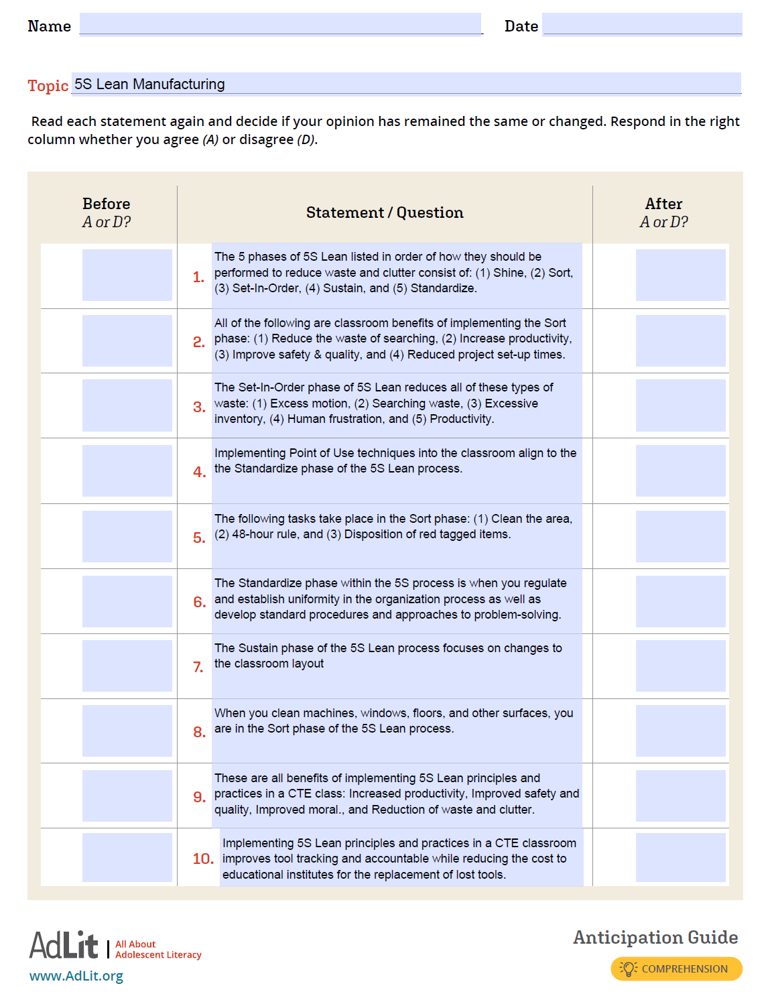 Name
Date
Topic 5S Lean Manufacturing
Read each statement again and decide if your opinion has remained the same or changed. Respond in the right
column whether you agree (A) or disagree (D).
Before
A or D?
Statement / Question
After
A or D?
1.
The 5 phases of 5S Lean listed in order of how they should be
performed to reduce waste and clutter consist of: (1) Shine, (2) Sort,
(3) Set-In-Order, (4) Sustain, and (5) Standardize.
2.
All of the following are classroom benefits of implementing the Sort
phase: (1) Reduce the waste of searching, (2) Increase productivity,
(3) Improve safety & quality, and (4) Reduced project set-up times.
3.
The Set-In-Order phase of 5S Lean reduces all of these types of
waste: (1) Excess motion, (2) Searching waste, (3) Excessive
inventory, (4) Human frustration, and (5) Productivity.
4.
Implementing Point of Use techniques into the classroom align to the
the Standardize phase of the 5S Lean process.
5.
The following tasks take place in the Sort phase: (1) Clean the area,
(2) 48-hour rule, and (3) Disposition of red tagged items.
6.
The Standardize phase within the 5S process is when you regulate
and establish uniformity in the organization process as well as
develop standard procedures and approaches to problem-solving.
7.
The Sustain phase of the 5S Lean process focuses on changes to
the classroom layout
8.
When you clean machines, windows, floors, and other surfaces, you
are in the Sort phase of the 5S Lean process.
9.
These are all benefits of implementing 5S Lean principles and
practices in a CTE class: Increased productivity, Improved safety and
quality, Improved moral., and Reduction of waste and clutter.
10.
Implementing 5S Lean principles and practices in a CTE classroom
improves tool tracking and accountable while reducing the cost to
educational institutes for the replacement of lost tools.
AdLit
All About
Adolescent Literacy
www.AdLit.org
Anticipation Guide
COMPREHENSION